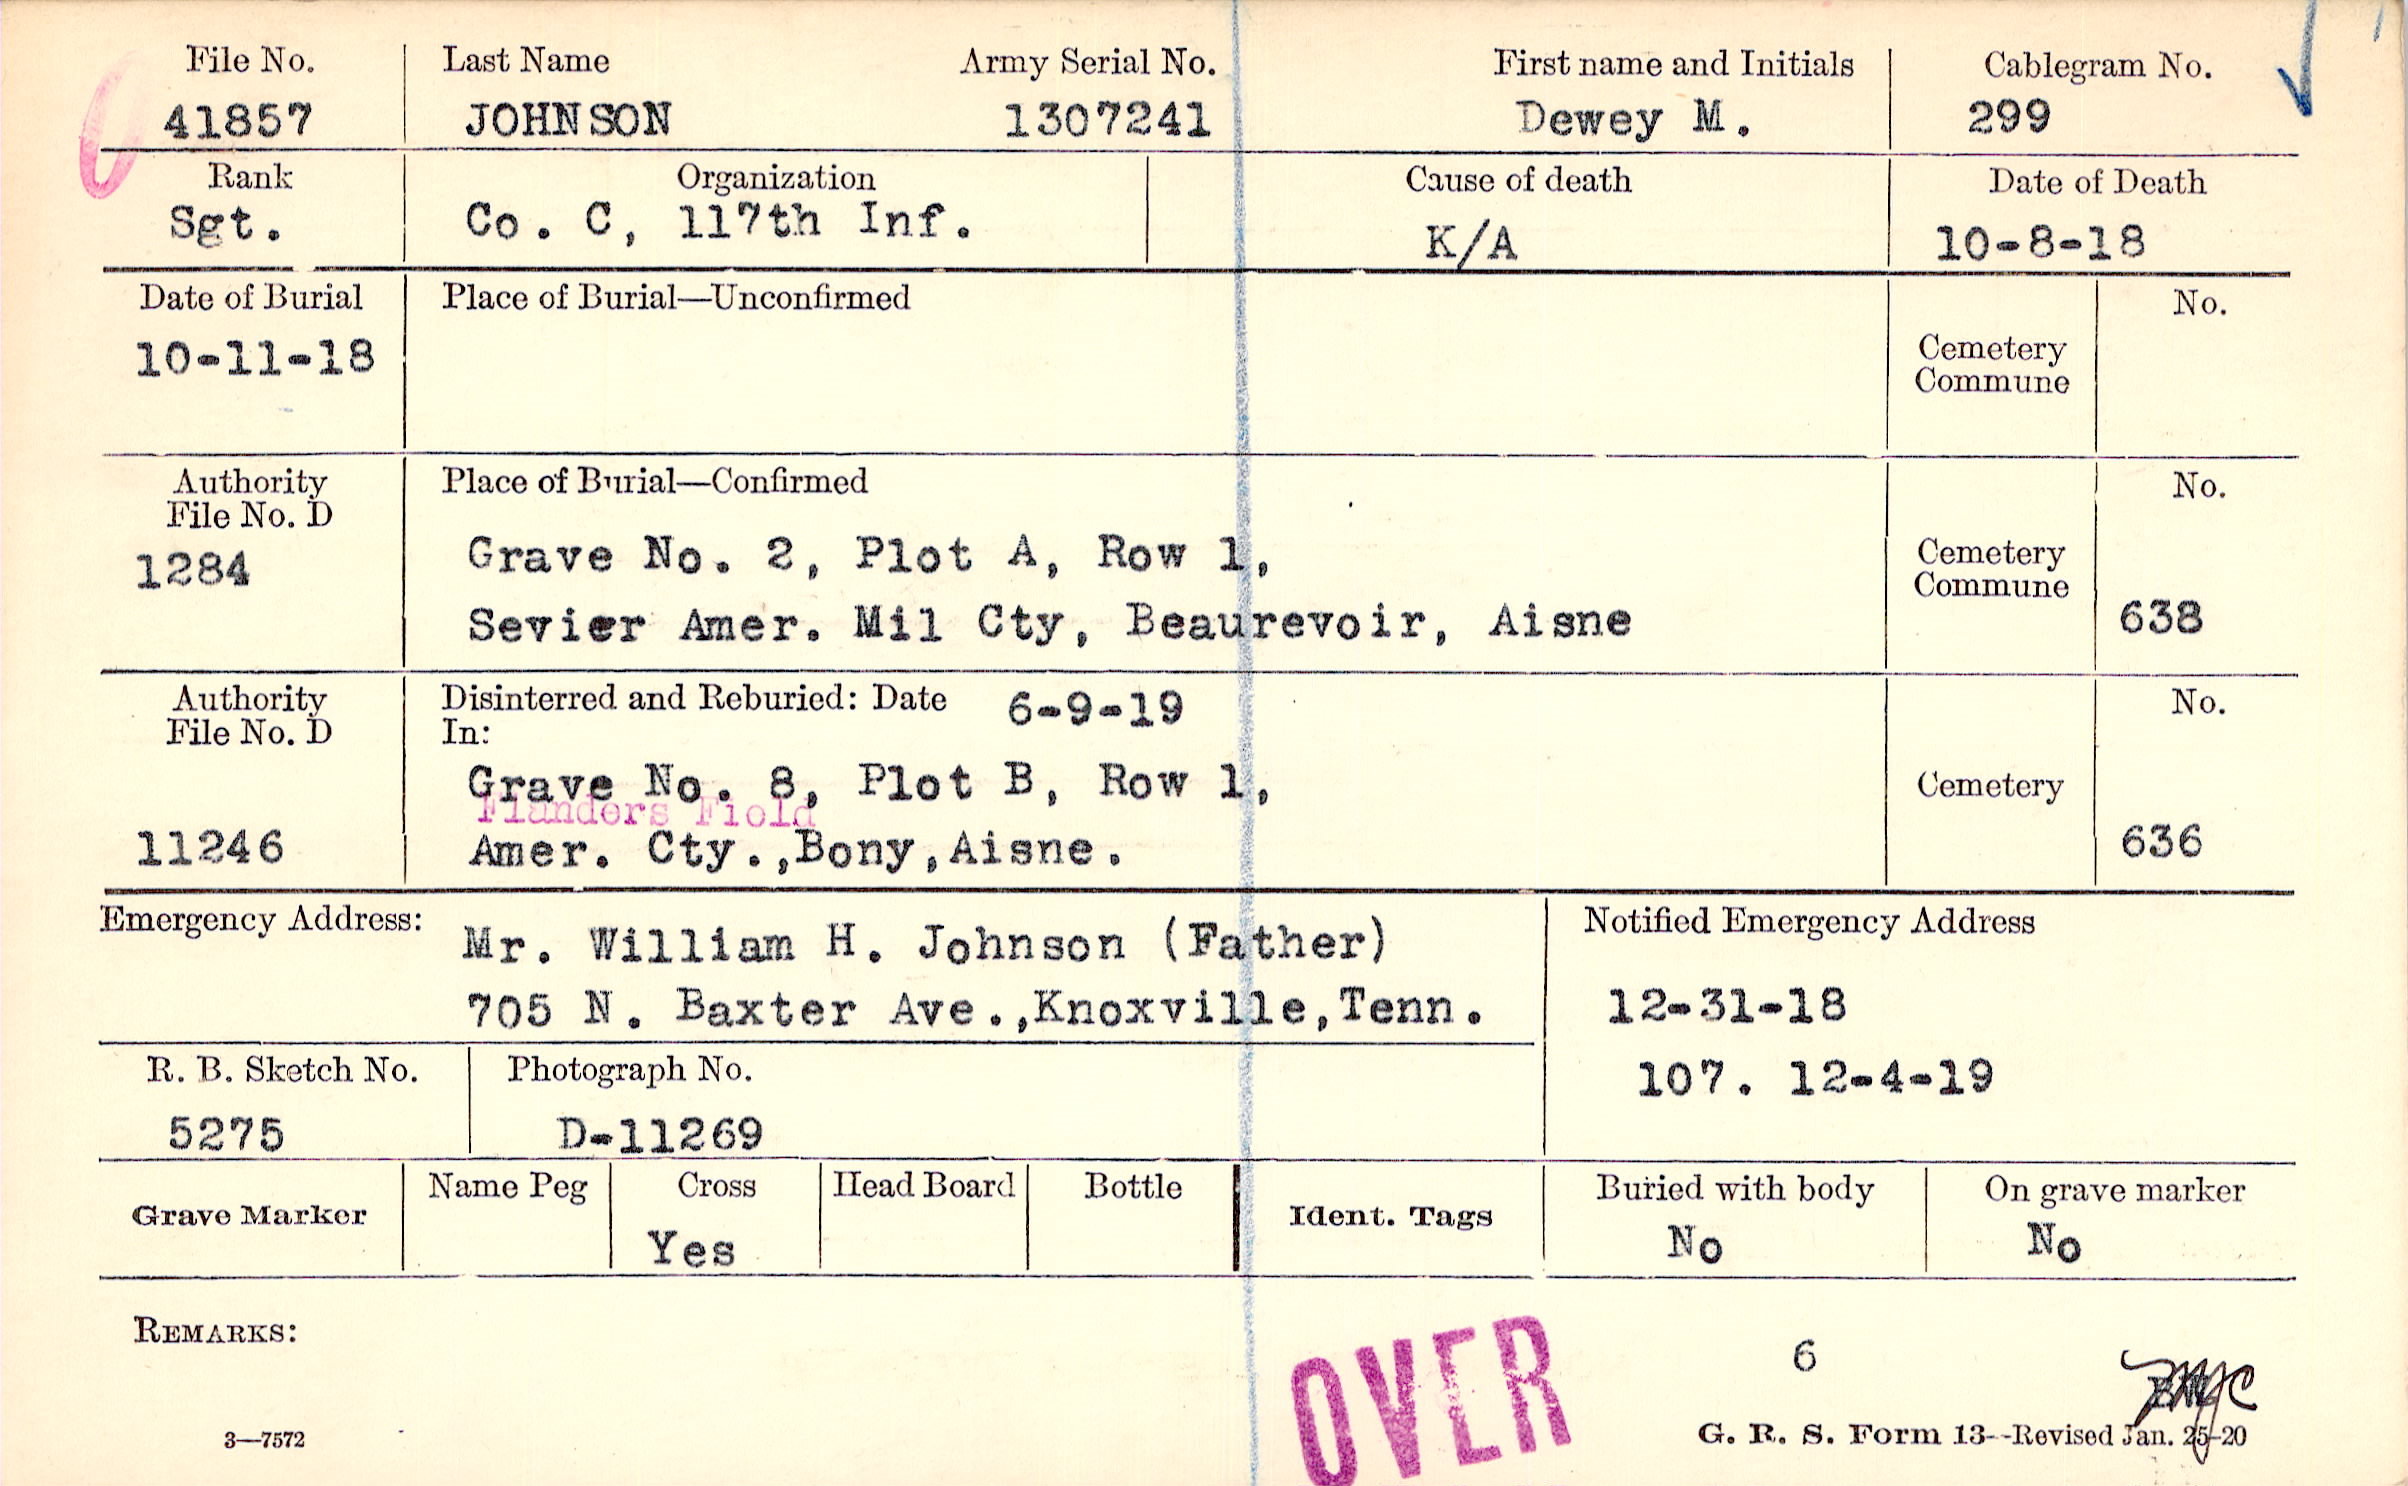 File No. Last Name Army Serial No. First name and Initials Cablegram No.
41857 JOHNSON 1307241 Dewey M. 299
Rank Organization Cause of death Date of Death
Sgt. Co. C, 117th Inf. K/A 10-8-18
Date of Burial Place of Burial—Unconfirmed No.
10-11-18
Cemetery
Commune
Authority Place of Burial—Confirmed No.
File No. D
1284 Grave No. 2, Plot A, Row 1,
Cemetery
Commune
Sevier Amer. Mil Cty, Beaurevoir, Aisne 638
Authority Disinterred and Reburied: Date 6-9-19 No.
File No. D In:
Grave No. 8, Plot B, Row 1, Cemetery
Flanders Field
11246 Amer. Cty.,Bony,Aisne. 636
Emergency Address: Mr. William H. Johnson (Father) Notified Emergency Address
705 N. Baxter Ave.,Knoxville,Tenn. 12-31-18
R. B. Sketch No. Photograph No. 107. 12-4-19
5275 D-11269
Grave Marker Name Peg Cross Head Board Bottle Ident. Tags Buried with body On grave marker
Yes No No
REMARKS:
OVER 6
3—7572 G. R. S. Form 13--Revised Jan. 25-20